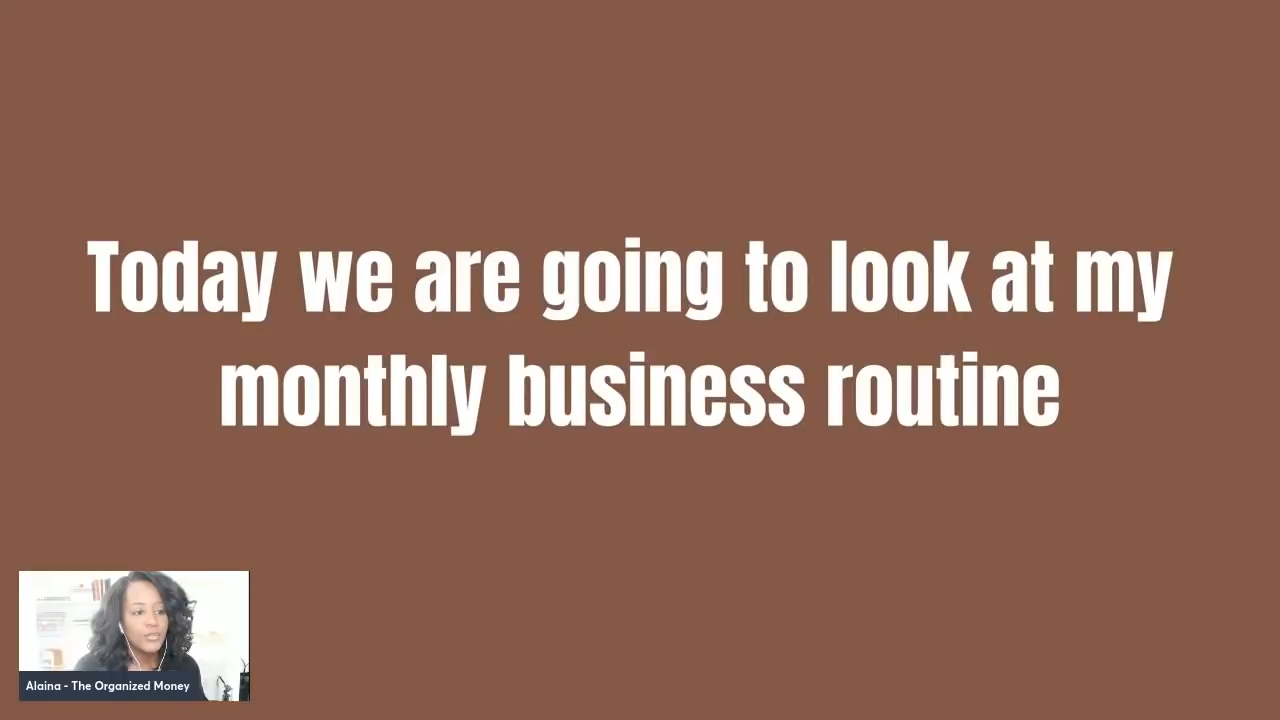 Today we are going to look at my
monthly business routine
Alaina - The Organized Money